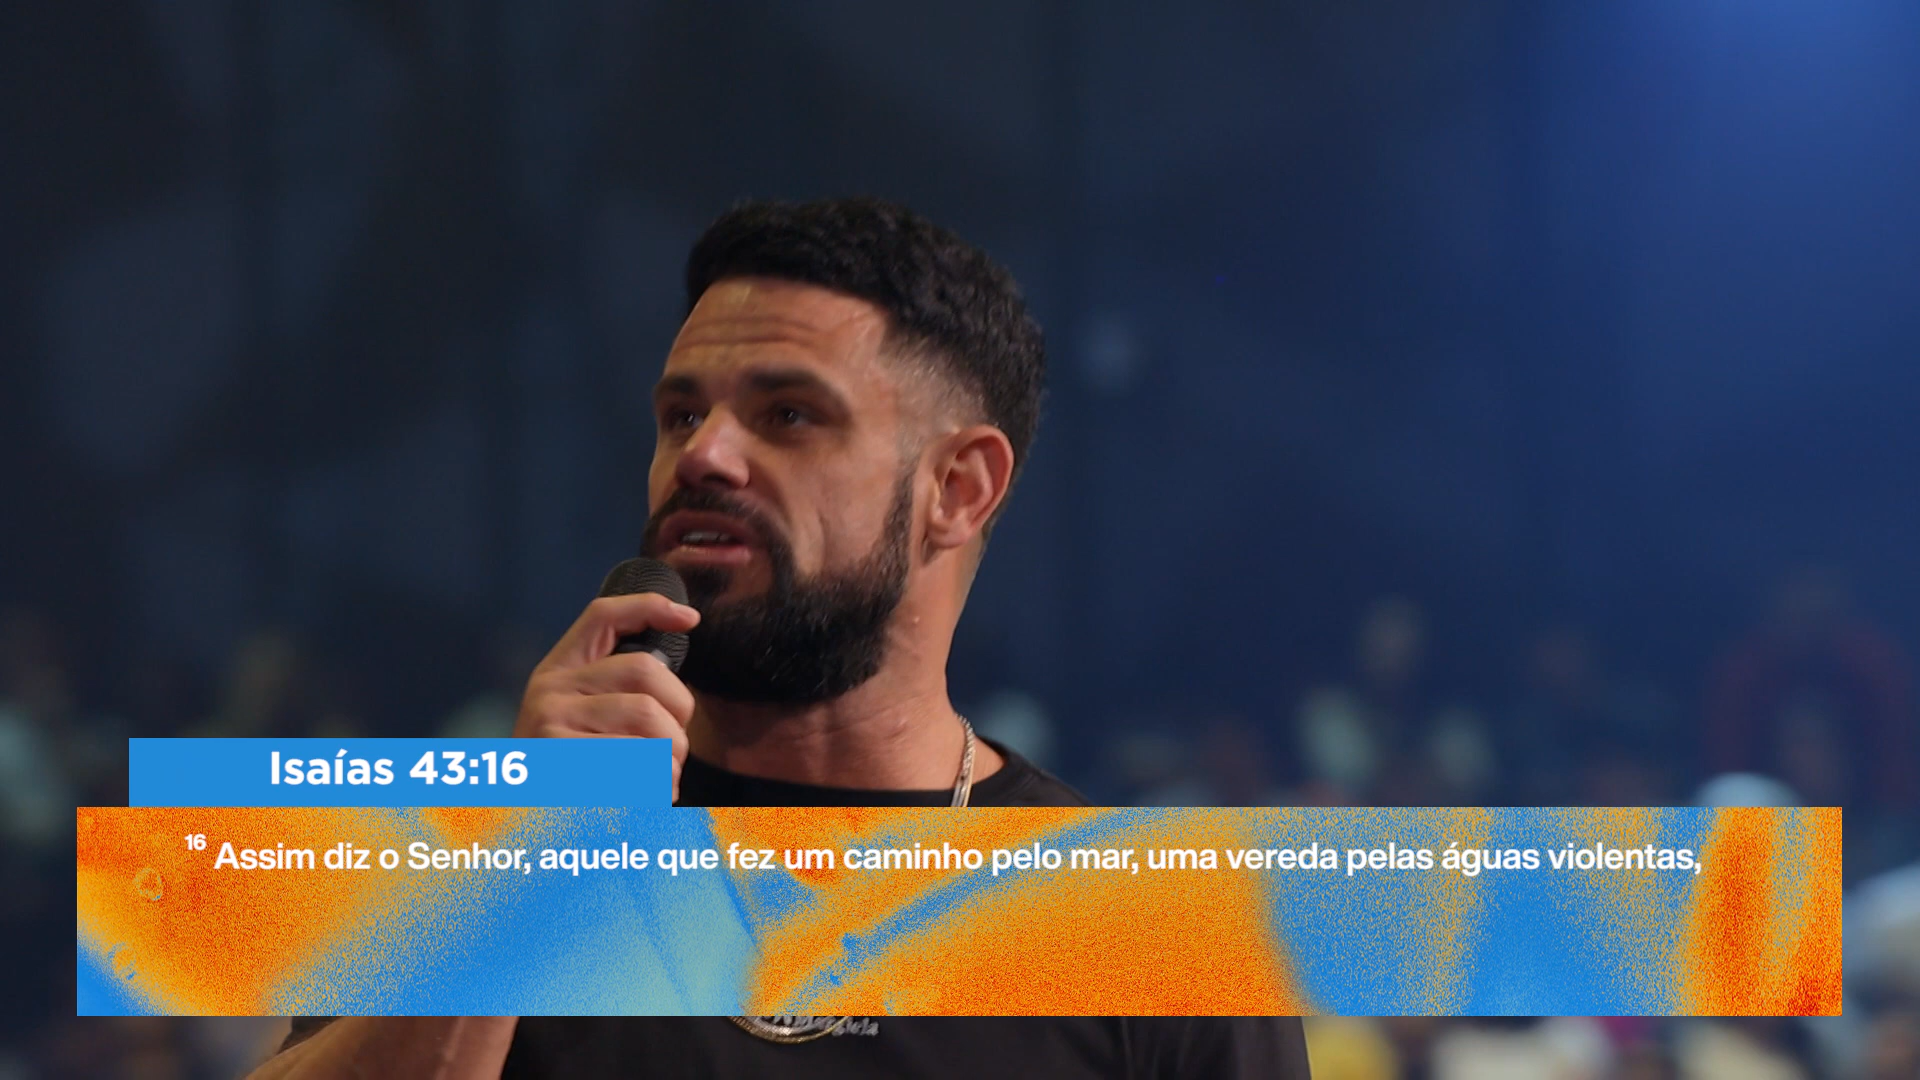 Isaías 43:16
16 Assim diz o Senhor, aquele que fez um caminho pelo mar, uma vereda pelas águas violentas,